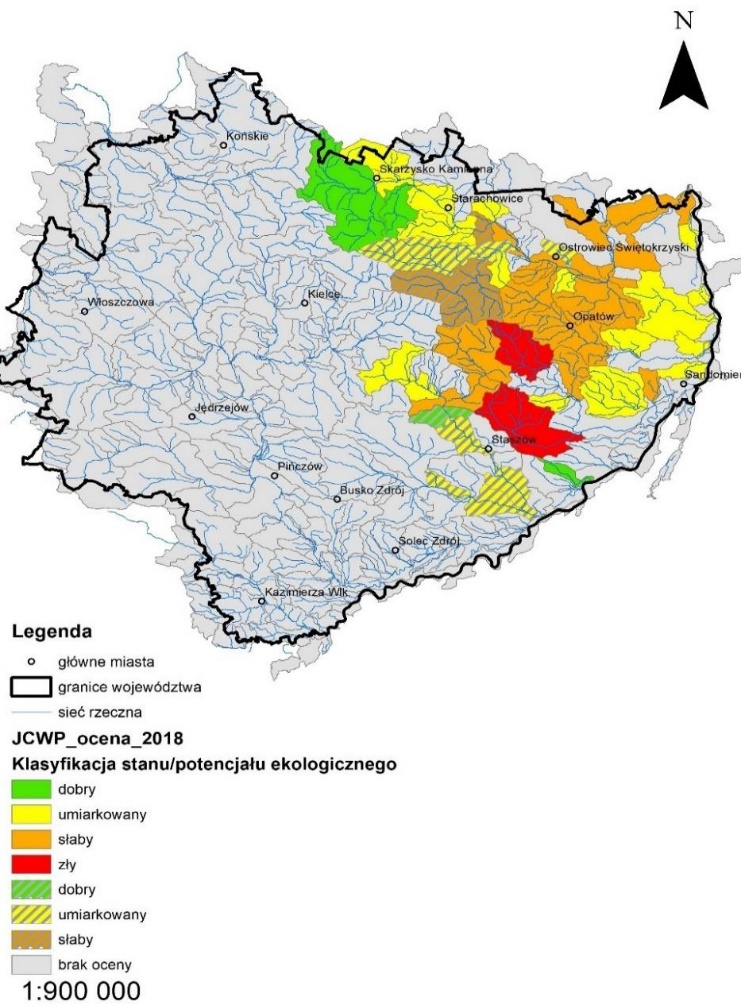 N
Końskie
Skarżysko Kamienna
Starachowice
Ostrowiec Świętokrzyski
Kielce
Włoszczowa
Opatów
Sandomierz
Jędrzejów
Staszów
Pińczów
Busko Zdrój
Solec Zdrój
Kazimierza Wlk.
Legenda
główne miasta
granice województwa
sieć rzeczna
JCWP_ocena_2018
Klasyfikacja stanu/potencjału ekologicznego
dobry
umiarkowany
słaby
zły
dobry
umiarkowany
słaby
brak oceny
1:900 000